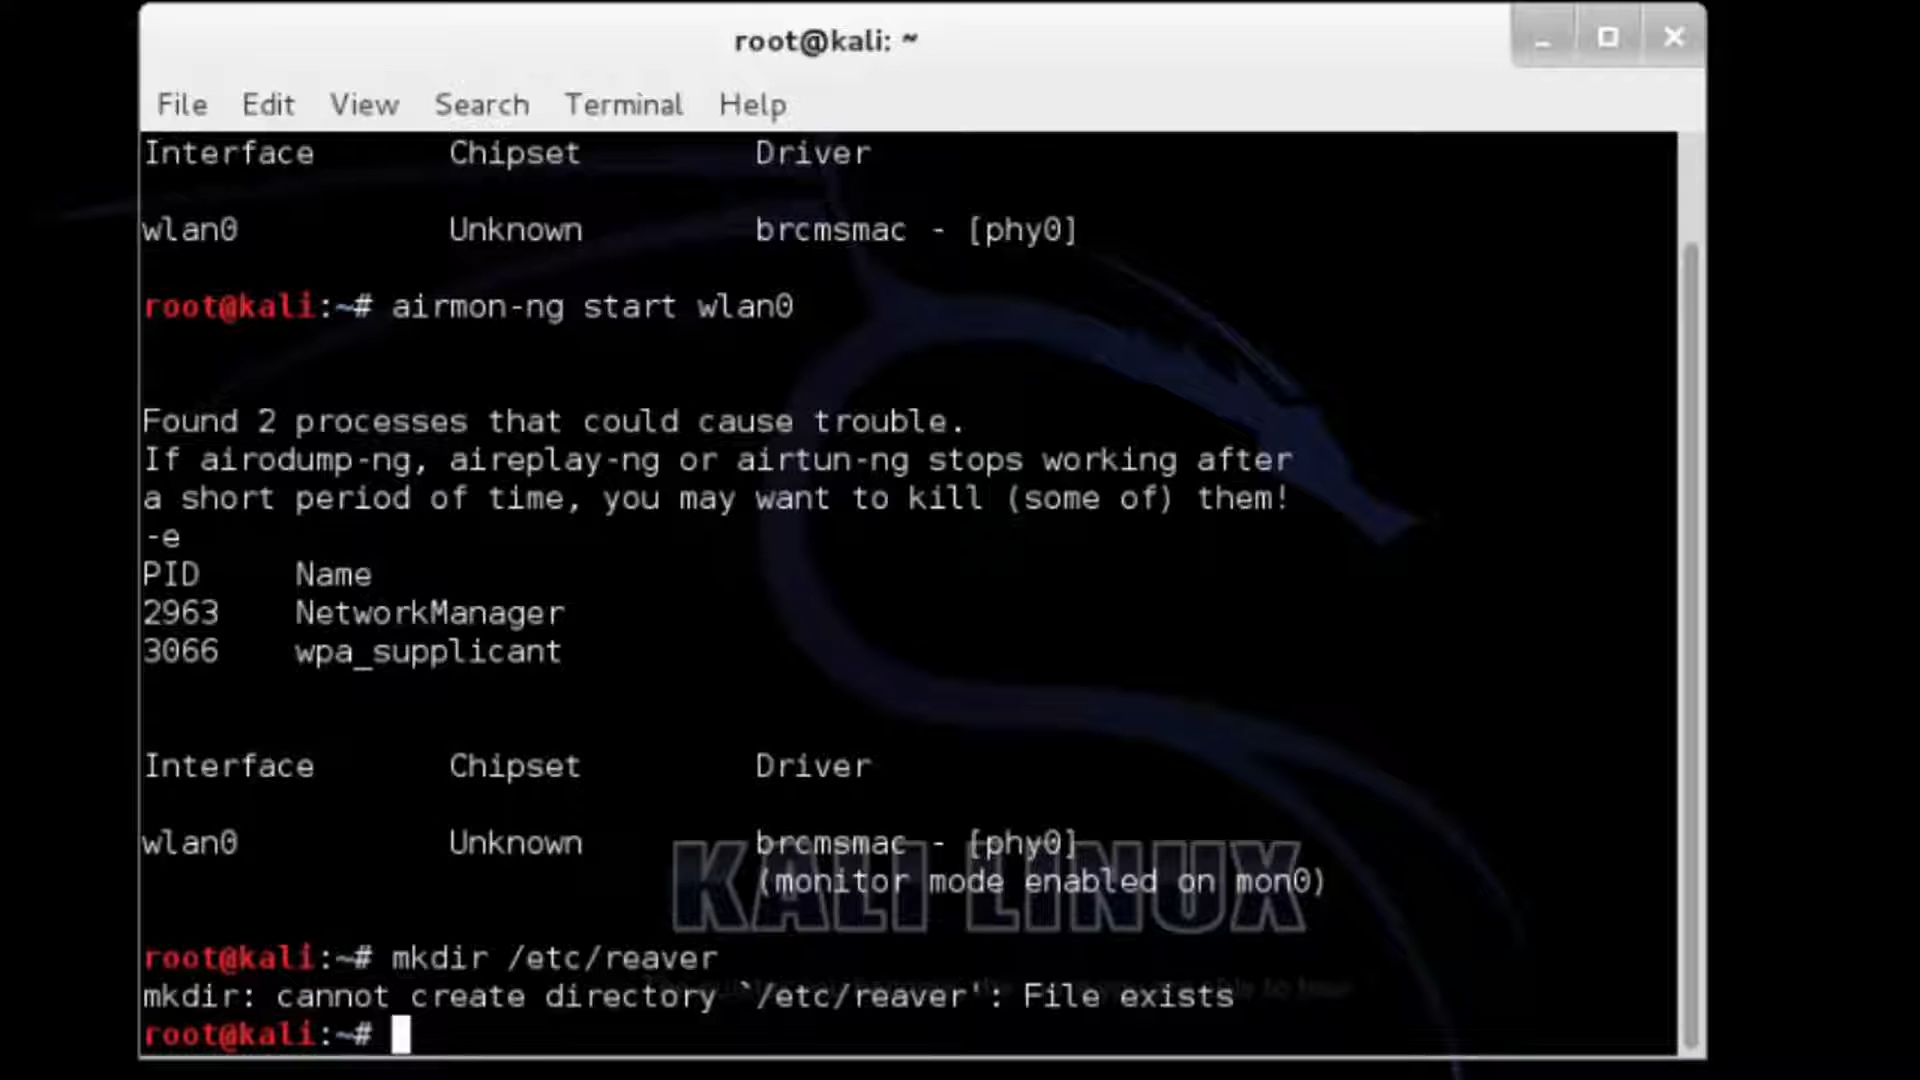 root@kali: ~
File Edit View Search Terminal Help
Interface Chipset Driver
wlan0 Unknown brcmsmac - [phy0]
root@kali:~# airmon-ng start wlan0
Found 2 processes that could cause trouble.
If airodump-ng, aireplay-ng or airtun-ng stops working after
a short period of time, you may want to kill (some of) them!
-e
PID Name
2963 NetworkManager
3066 wpa_supplicant
Interface Chipset Driver
wlan0 Unknown brcmsmac - [phy0]
(monitor mode enabled on mon0)
KALI LINUX
root@kali:~# mkdir /etc/reaver
mkdir: cannot create directory `/etc/reaver': File exists
root@kali:~#